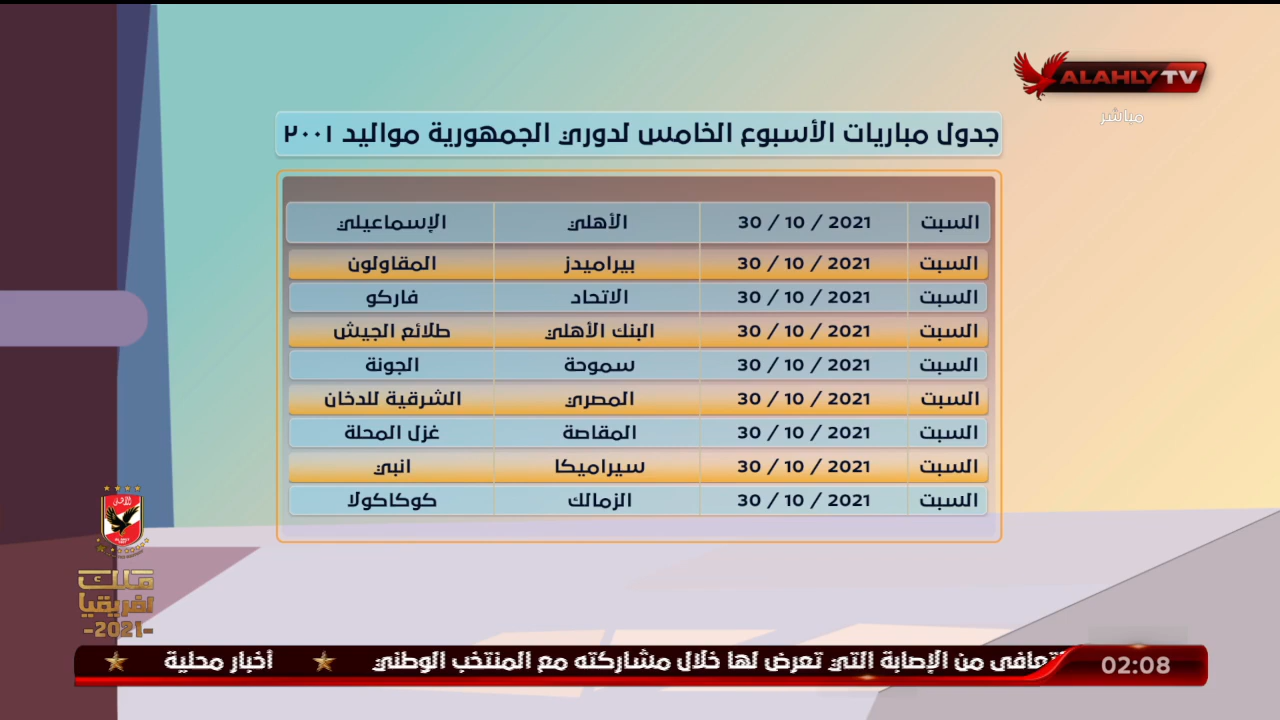 ALAHLY TV
مباشر
جدول مباريات الأسبوع الخامس لدوري الجمهورية مواليد ٢٠٠١
السبت 30 / 10 / 2021 الأهلي الإسماعيلي
السبت 30 / 10 / 2021 بيراميدز المقاولون
السبت 30 / 10 / 2021 الاتحاد فاركو
السبت 30 / 10 / 2021 البنك الأهلي طلائع الجيش
السبت 30 / 10 / 2021 سموحة الجونة
السبت 30 / 10 / 2021 المصري الشرقية للدخان
السبت 30 / 10 / 2021 المقاصة غزل المحلة
السبت 30 / 10 / 2021 سيراميكا انبي
السبت 30 / 10 / 2021 الزمالك كوكاكولا
ملك
افريقيا
-2021-
02:08 من الإصابة التي تعرض لها خلال مشاركته مع المنتخب الوطني أخبار محلية